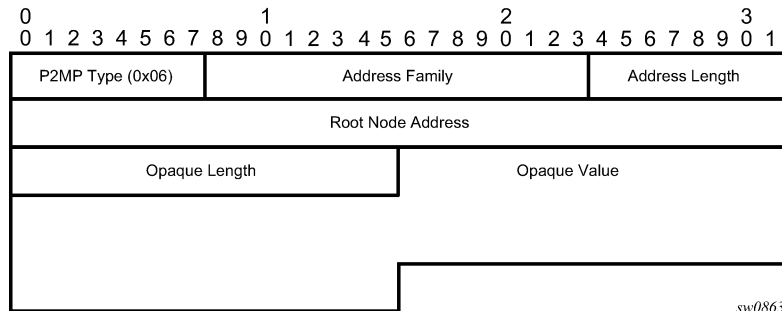 0 1 2 3
0 1 2 3 4 5 6 7 8 9 0 1 2 3 4 5 6 7 8 9 0 1 2 3 4 5 6 7 8 9 0 1
P2MP Type (0x06) Address Family Address Length
Root Node Address
Opaque Length Opaque Value
sw0863